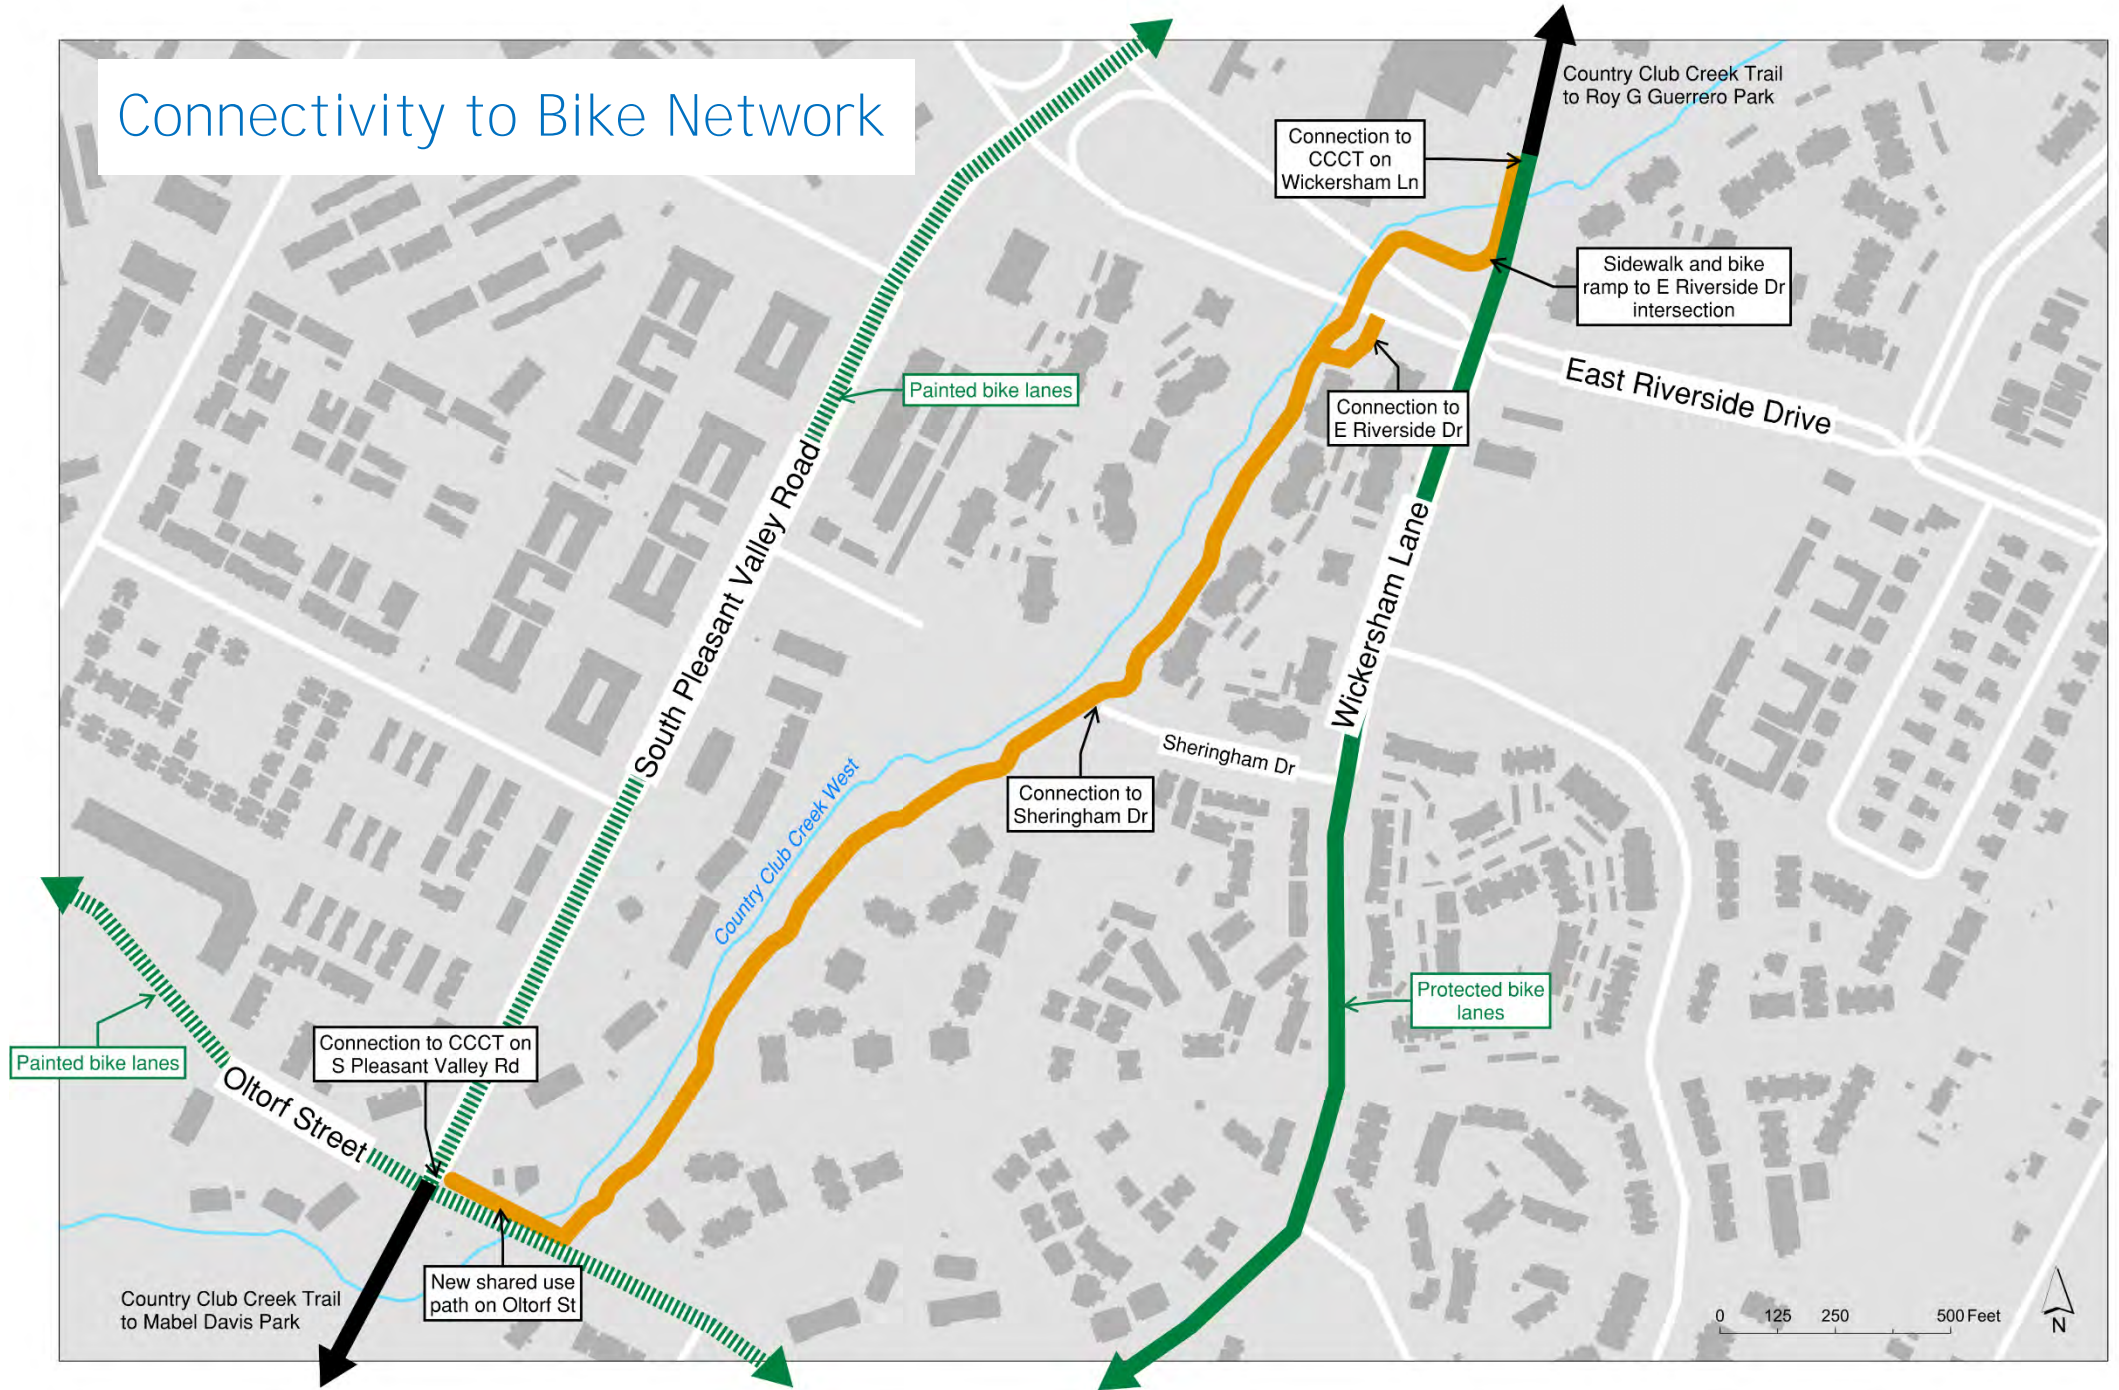 Connectivity to Bike Network
Country Club Creek Trail
to Roy G Guerrero Park
Connection to
CCCT on
Wickersham Ln
Sidewalk and bike
ramp to E Riverside Dr
intersection
East Riverside Drive
Painted bike lanes
Connection to
E Riverside Dr
South Pleasant Valley Road
Wickersham Lane
Sheringham Dr
Connection to
Sheringham Dr
Country Club Creek West
Protected bike
lanes
Connection to CCCT on
S Pleasant Valley Rd
Painted bike lanes
Oltorf Street
New shared use
path on Oltorf St
Country Club Creek Trail
to Mabel Davis Park
0 125 250 500 Feet
N